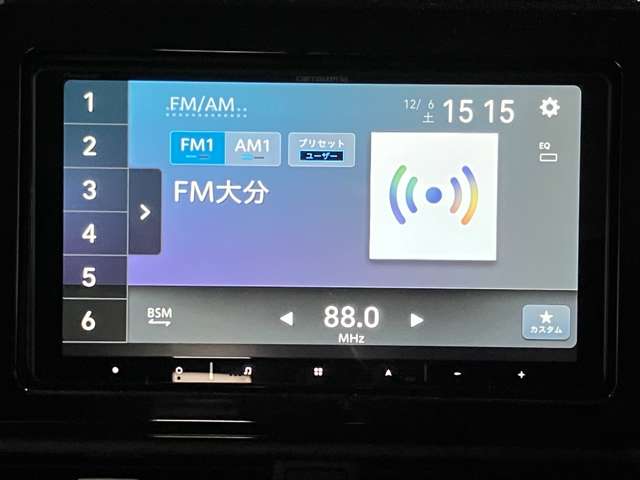 carrozzeria
.FM/AM..
12/ 6
土
15 15
FM1
AM1
プリセット
ユーザー
EQ
FM大分
1
2
3
4
5
6
BSM
88.0
MHz
カスタム